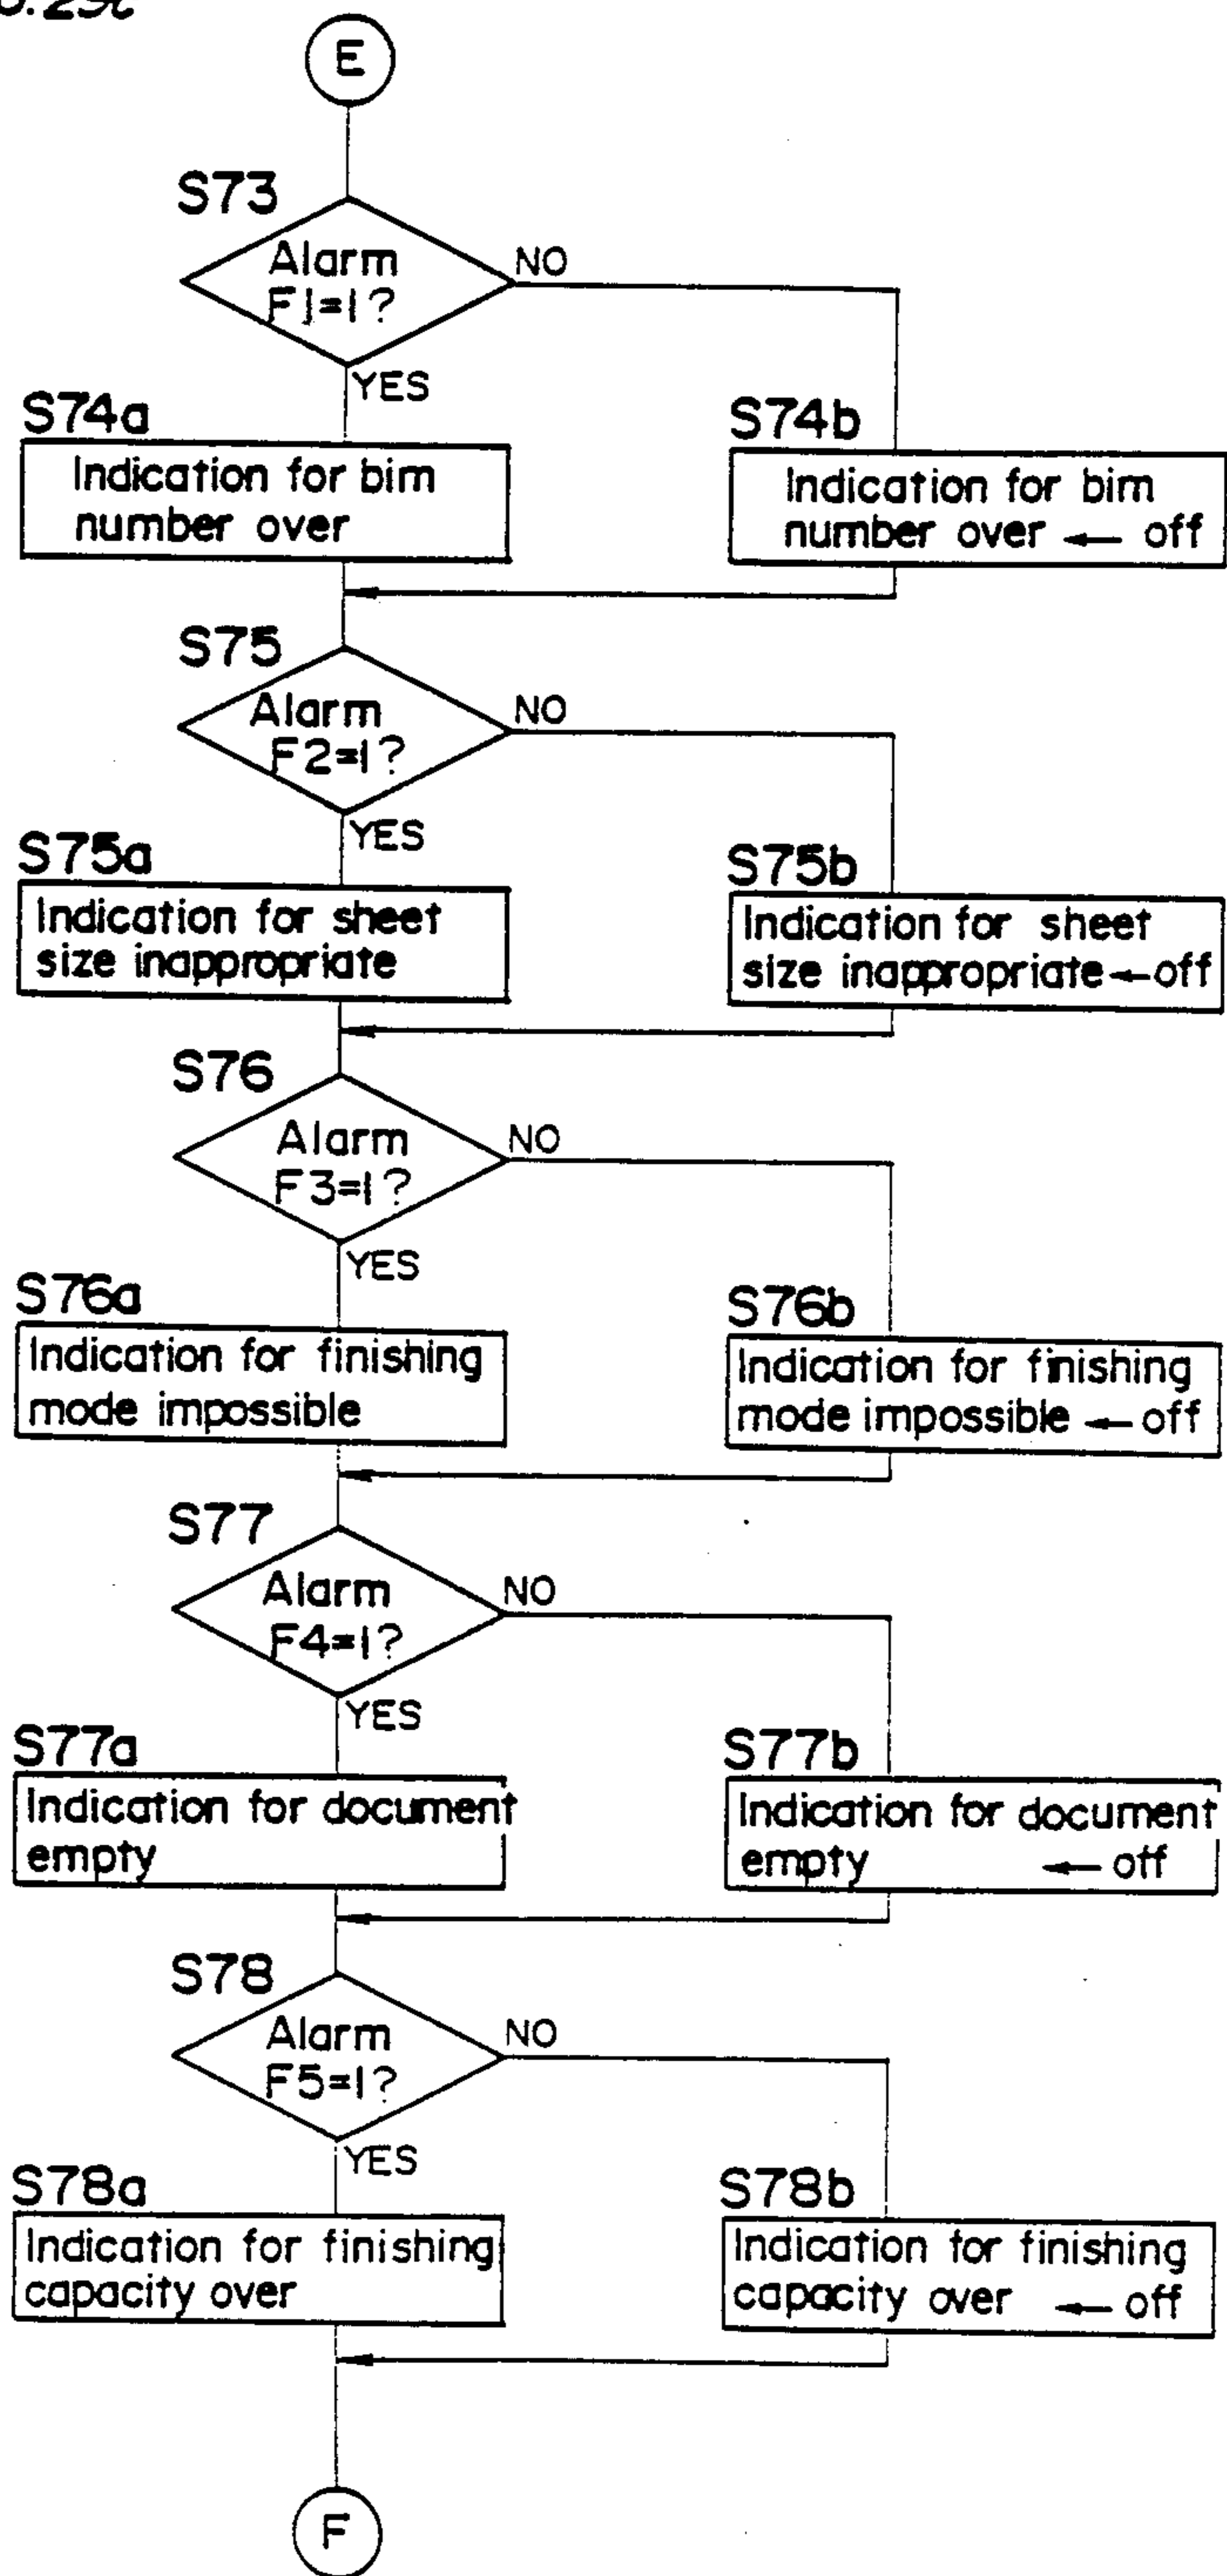 E
S73
Alarm
F1=1?
NO
YES
S74a
Indication for bim
number over
S74b
Indication for bim
number over ← off
S75
Alarm
F2=1?
NO
YES
S75a
Indication for sheet
size inappropriate
S75b
Indication for sheet
size inappropriate ← off
S76
Alarm
F3=1?
NO
YES
S76a
Indication for finishing
mode impossible
S76b
Indication for finishing
mode impossible ← off
S77
Alarm
F4=1?
NO
YES
S77a
Indication for document
empty
S77b
Indication for document
empty ← off
S78
Alarm
F5=1?
NO
YES
S78a
Indication for finishing
capacity over
S78b
Indication for finishing
capacity over ← off
F